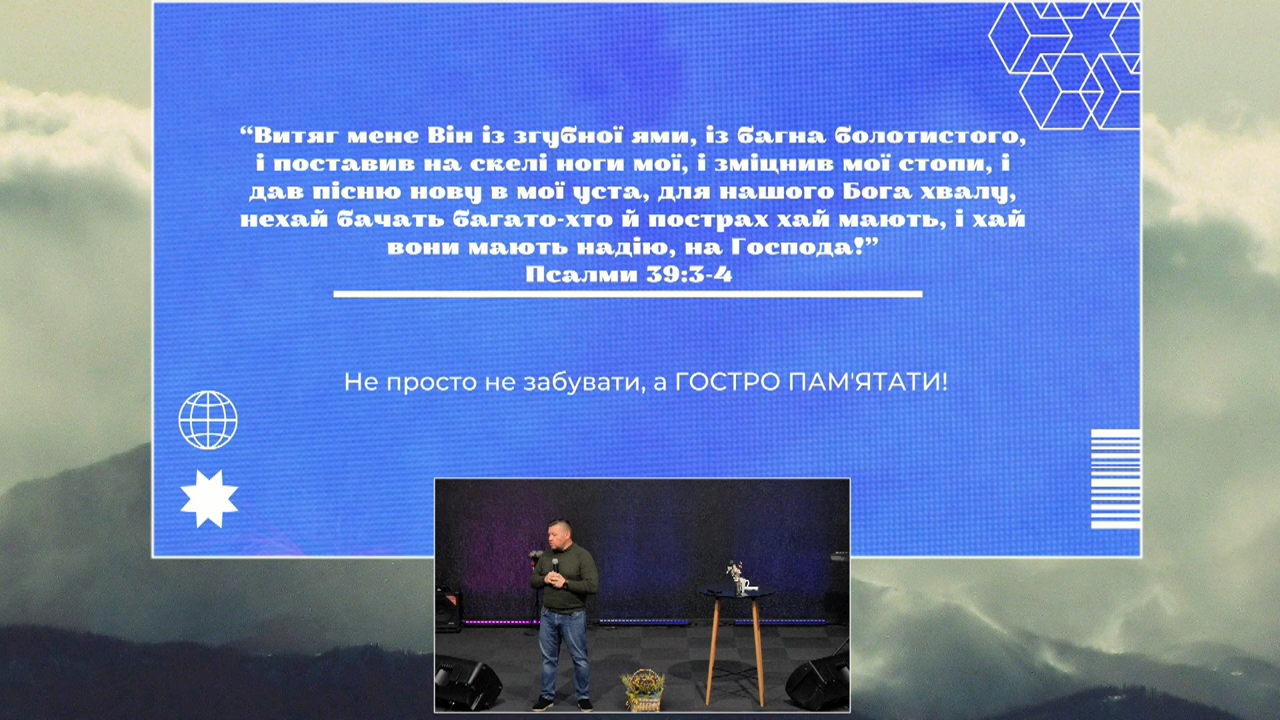 “Витяг мене Він із згубної ями, із багна болотистого,
і поставив на скелі ноги мої, і зміцнив мої стопи, і
дав пісню нову в мої уста, для нашого Бога хвалу,
нехай бачать багато-хто й пострах хай мають, і хай
вони мають надію, на Господа!”
Псалми 39:3-4
Не просто не забувати, а ГОСТРО ПАМ'ЯТАТИ!